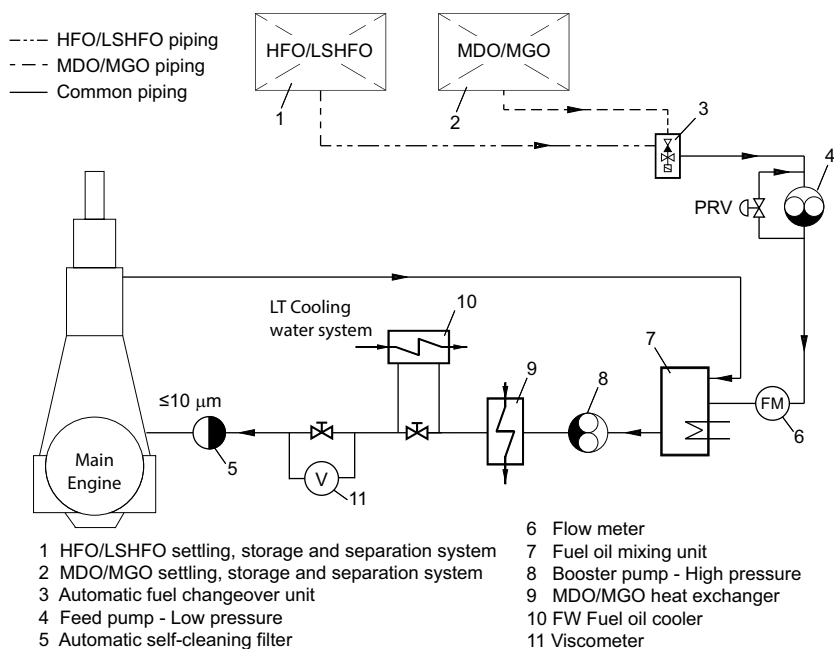 HFO/LSHFO piping
MDO/MGO piping
Common piping
HFO/LSHFO
MDO/MGO
1
2
3
4
PRV
LT Cooling
water system
10
9
8
7
FM
6
≤10 μm
5
V
11
Main
Engine
1 HFO/LSHFO settling, storage and separation system
2 MDO/MGO settling, storage and separation system
3 Automatic fuel changeover unit
4 Feed pump - Low pressure
5 Automatic self-cleaning filter
6 Flow meter
7 Fuel oil mixing unit
8 Booster pump - High pressure
9 MDO/MGO heat exchanger
10 FW Fuel oil cooler
11 Viscometer